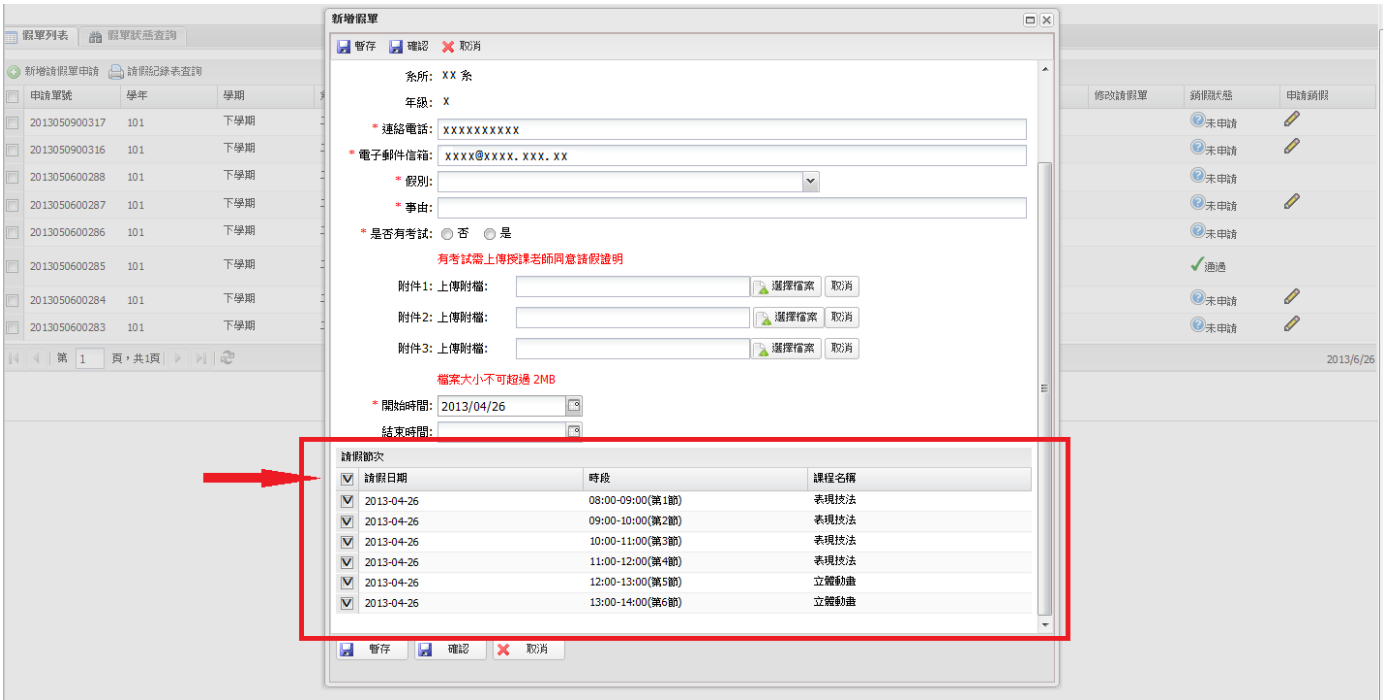 新增假單
假單列表 假單狀態查詢
暫存 確認 取消
新增請假單申請 請假紀錄表查詢
系所: XX 系
申請單號 學年 學期 修改請假單 銷假狀態 申請銷假
年級: X
2013050900317 101 下學期 未申請
* 連絡電話: xxxxxxxxxx
2013050900316 101 下學期 未申請
* 電子郵件信箱: xxxx@xxxx.xxx.xx
2013050600288 101 下學期 未申請
* 假別:
2013050600287 101 下學期 未申請
* 事由:
2013050600286 101 下學期 未申請
* 是否有考試: 否 是
有考試需上傳授課老師同意請假證明
2013050600285 101 下學期 通過
附件1: 上傳附檔: 選擇檔案 取消
2013050600284 101 下學期 未申請
附件2: 上傳附檔: 選擇檔案 取消
2013050600283 101 下學期 未申請
附件3: 上傳附檔: 選擇檔案 取消
第 1 頁，共1頁 2013/6/26
檔案大小不可超過 2MB
* 開始時間: 2013/04/26
結束時間:
請假節次
請假日期 時段 課程名稱
2013-04-26 08:00-09:00(第1節) 表現技法
2013-04-26 09:00-10:00(第2節) 表現技法
2013-04-26 10:00-11:00(第3節) 表現技法
2013-04-26 11:00-12:00(第4節) 表現技法
2013-04-26 12:00-13:00(第5節) 立體動畫
2013-04-26 13:00-14:00(第6節) 立體動畫
暫存 確認 取消